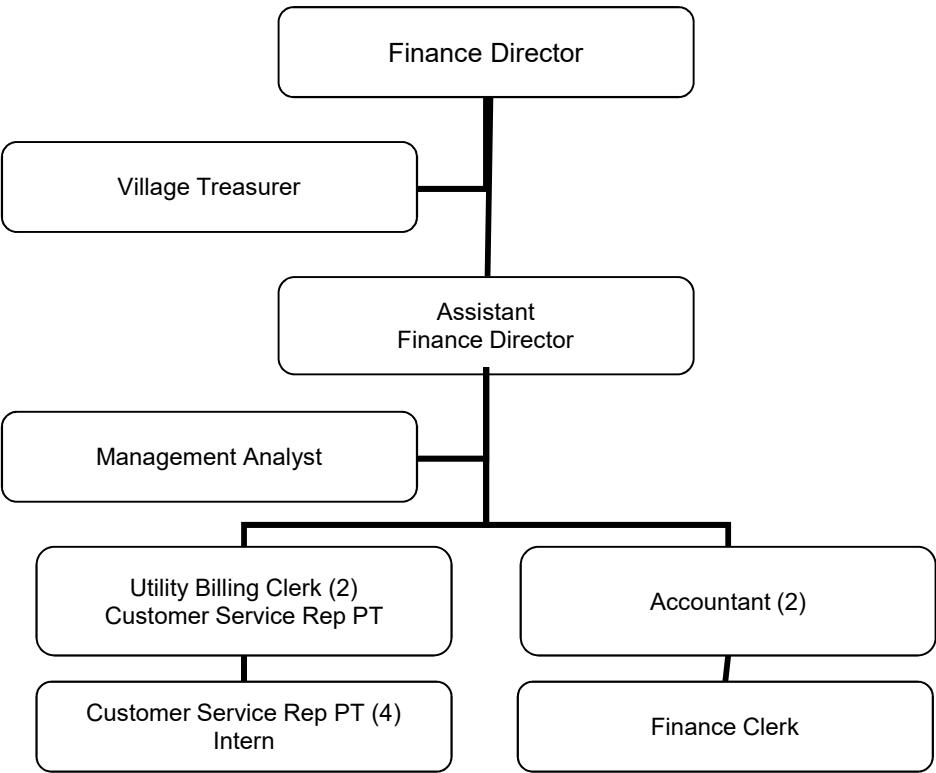 Finance Director
Village Treasurer
Assistant
Finance Director
Management Analyst
Utility Billing Clerk (2)
Customer Service Rep PT
Accountant (2)
Customer Service Rep PT (4)
Intern
Finance Clerk